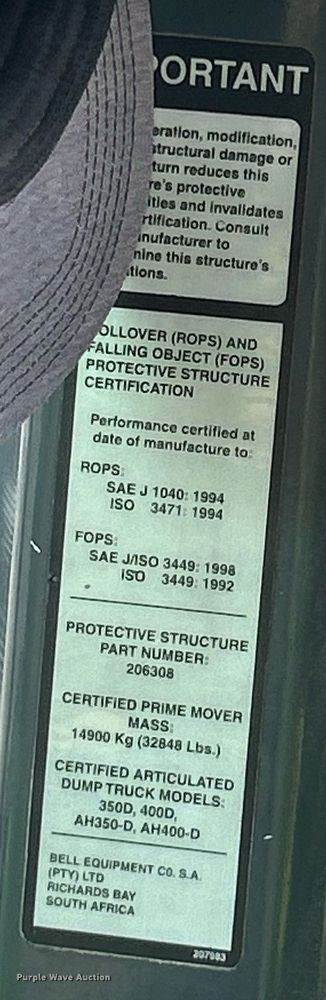 PORTANT
eration, modification,
structural damage or
turn reduces this
re's protective
ities and invalidates
rtification. Consult
nufacturer to
nine this structure's
tions.
OLLOVER (ROPS) AND
FALLING OBJECT (FOPS)
PROTECTIVE STRUCTURE
CERTIFICATION
Performance certified at
date of manufacture to:
ROPS:
SAE J 1040: 1994
ISO 3471: 1994
FOPS:
SAE J/ISO 3449: 1998
ISO 3449: 1992
PROTECTIVE STRUCTURE
PART NUMBER:
206308
CERTIFIED PRIME MOVER
MASS:
14900 Kg (32848 Lbs.)
CERTIFIED ARTICULATED
DUMP TRUCK MODELS:
350D, 400D,
AH350-D, AH400-D
BELL EQUIPMENT CO. S.A.
(PTY) LTD
RICHARDS BAY
SOUTH AFRICA
207983
Purple Wave Auction